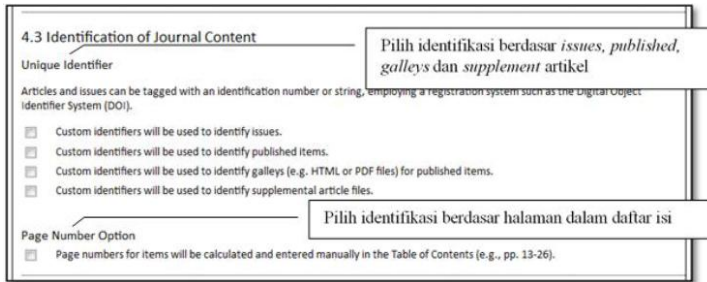 4.3 Identification of Journal Content
Pilih identifikasi berdasar issues, published,
galleys dan supplement artikel
Unique Identifier
Articles and issues can be tagged with an identification number or string, employing a registration system such as the Digital Object
Identifier System (DOI).
Custom identifiers will be used to identify issues.
Custom identifiers will be used to identify published items.
Custom identifiers will be used to identify galleys (e.g. HTML or PDF files) for published items.
Custom identifiers will be used to identify supplemental article files.
Pilih identifikasi berdasar halaman dalam daftar isi
Page Number Option
Page numbers for items will be calculated and entered manually in the Table of Contents (e.g., pp. 13-26).